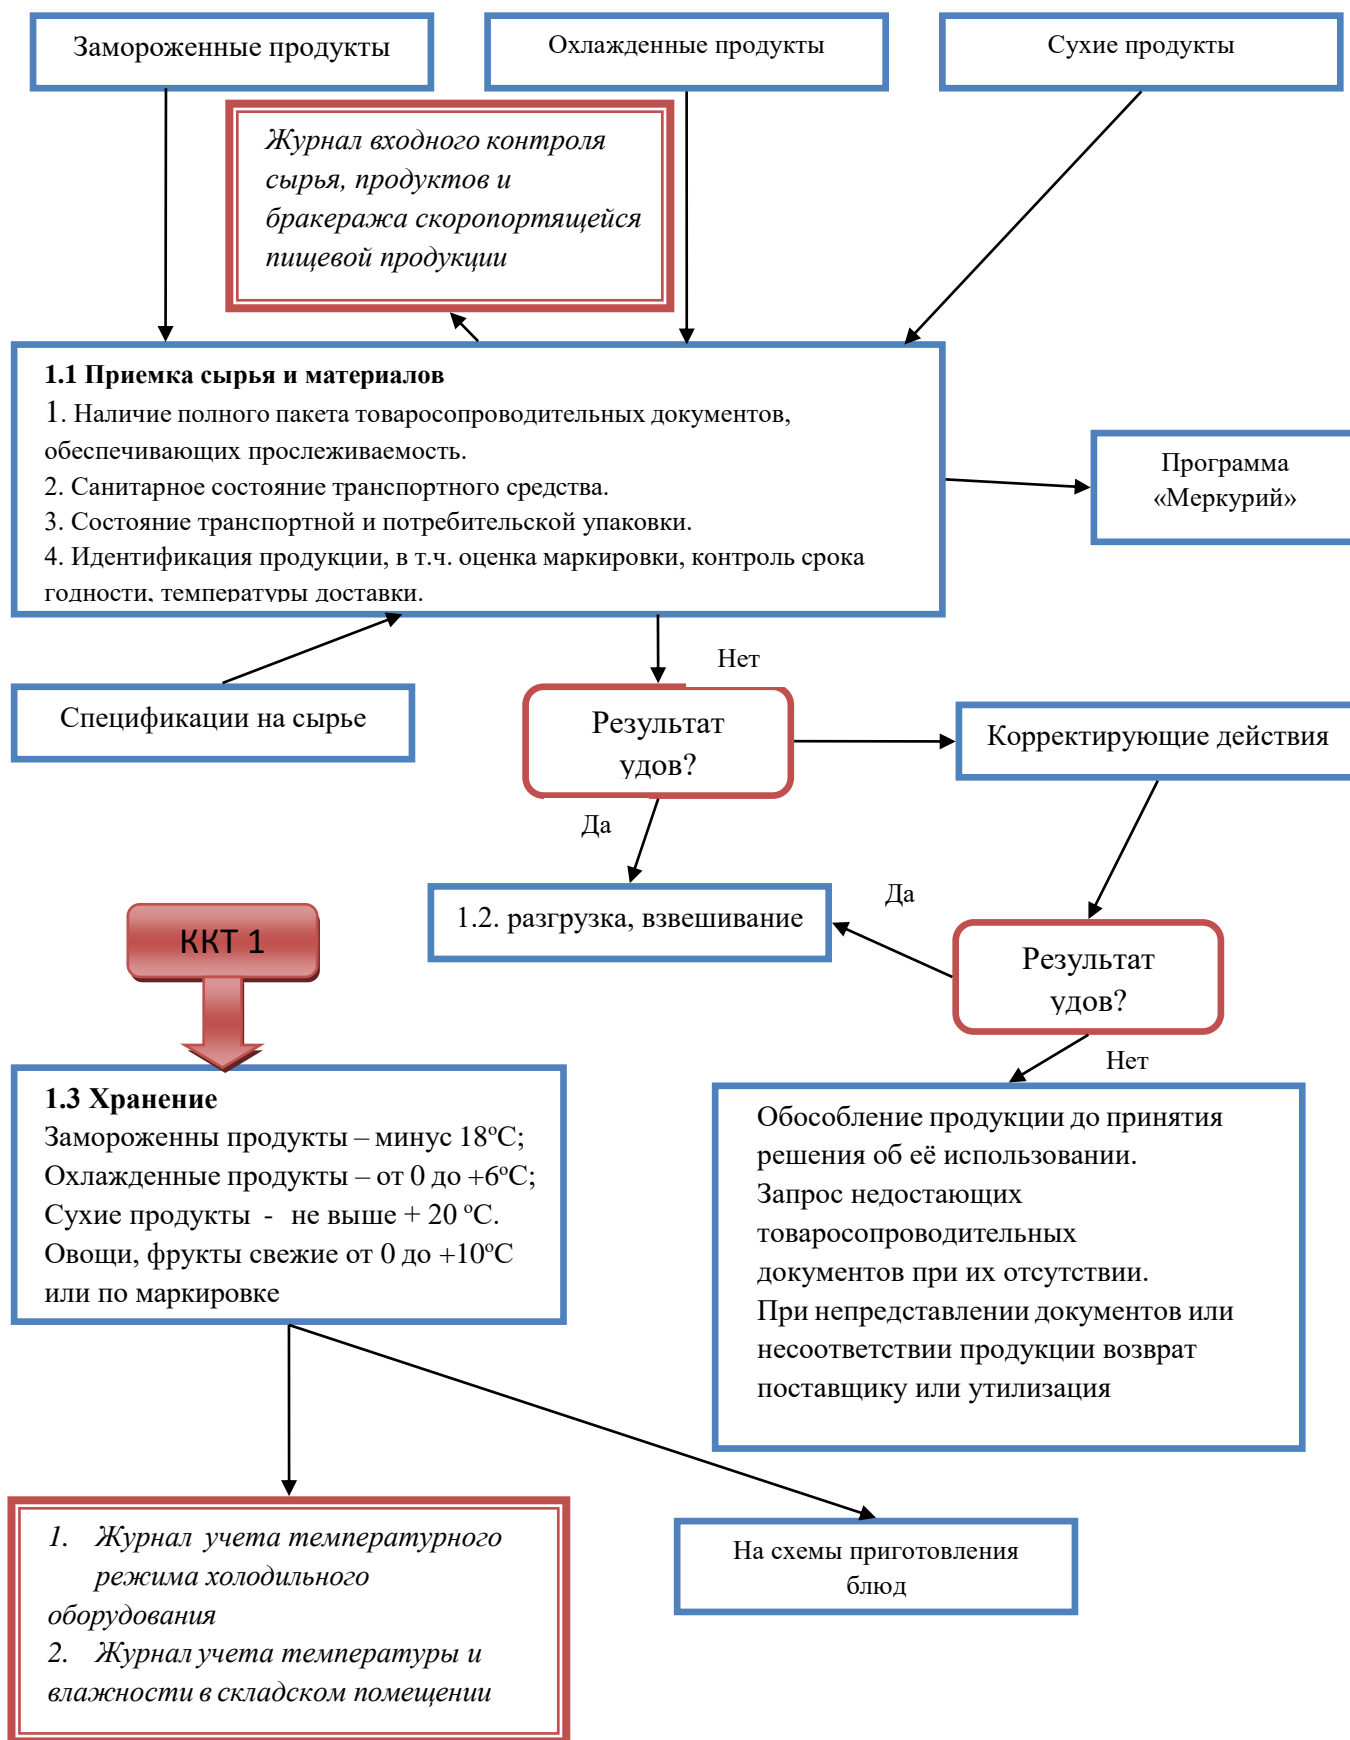 Замороженные продукты
Охлажденные продукты
Сухие продукты
Журнал входного контроля
сырья, продуктов и
бракеража скоропортящейся
пищевой продукции
1.1 Приемка сырья и материалов
1. Наличие полного пакета товаросопроводительных документов,
обеспечивающих прослеживаемость.
2. Санитарное состояние транспортного средства.
3. Состояние транспортной и потребительской упаковки.
4. Идентификация продукции, в т.ч. оценка маркировки, контроль срока
годности, температуры доставки.
Программа
«Меркурий»
Нет
Спецификации на сырье
Результат
удов?
Корректирующие действия
Да
1.2. разгрузка, взвешивание
Да
Результат
удов?
ККТ 1
Нет
1.3 Хранение
Замороженны продукты – минус 18ºС;
Охлажденные продукты – от 0 до +6ºС;
Сухие продукты - не выше + 20 ºС.
Овощи, фрукты свежие от 0 до +10ºС
или по маркировке
Обособление продукции до принятия
решения об её использовании.
Запрос недостающих
товаросопроводительных
документов при их отсутствии.
При непредставлении документов или
несоответствии продукции возврат
поставщику или утилизация
1. Журнал учета температурного
режима холодильного
оборудования
2. Журнал учета температуры и
влажности в складском помещении
На схемы приготовления
блюд